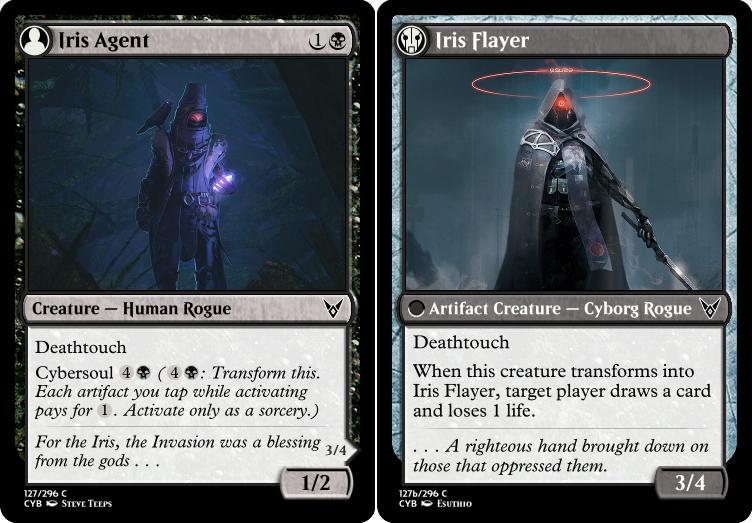 Iris Agent
1
Creature — Human Rogue
Deathtouch
Cybersoul 4 ( 4 : Transform this.
Each artifact you tap while activating
pays for 1 . Activate only as a sorcery.)
For the Iris, the Invasion was a blessing
from the gods . . .
3/4
1/2
127/296 C
CYB Steve Teeps
Iris Flayer
Artifact Creature — Cyborg Rogue
Deathtouch
When this creature transforms into
Iris Flayer, target player draws a card
and loses 1 life.
. . . A righteous hand brought down on
those that oppressed them.
3/4
127b/296 C
CYB Esuthio